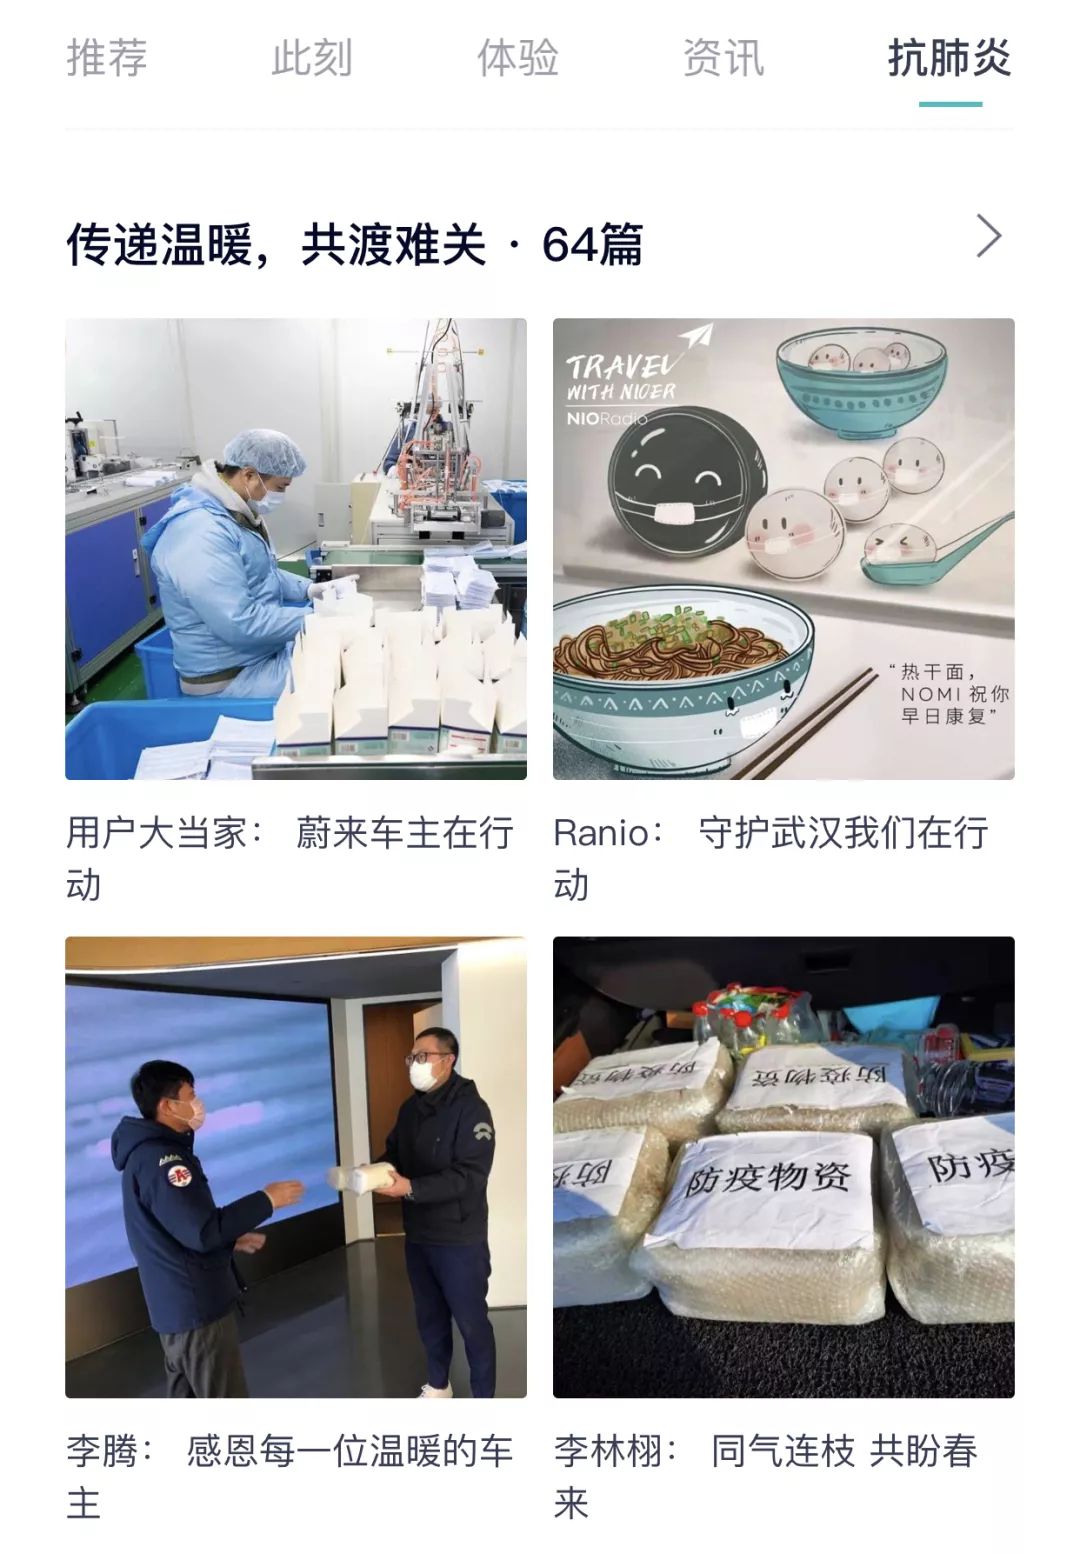 推荐 此刻 体验 资讯 抗肺炎
传递温暖，共渡难关 · 64篇
TRAVEL
WITH NIOER
NIORadio
“热干面，
NOMI 祝你
早日康复”
用户大当家： 蔚来车主在行
动
Ranio： 守护武汉我们在行
动
防疫物资
防疫物资
防疫物资
防疫
李腾： 感恩每一位温暖的车
主
李林栩： 同气连枝 共盼春
来